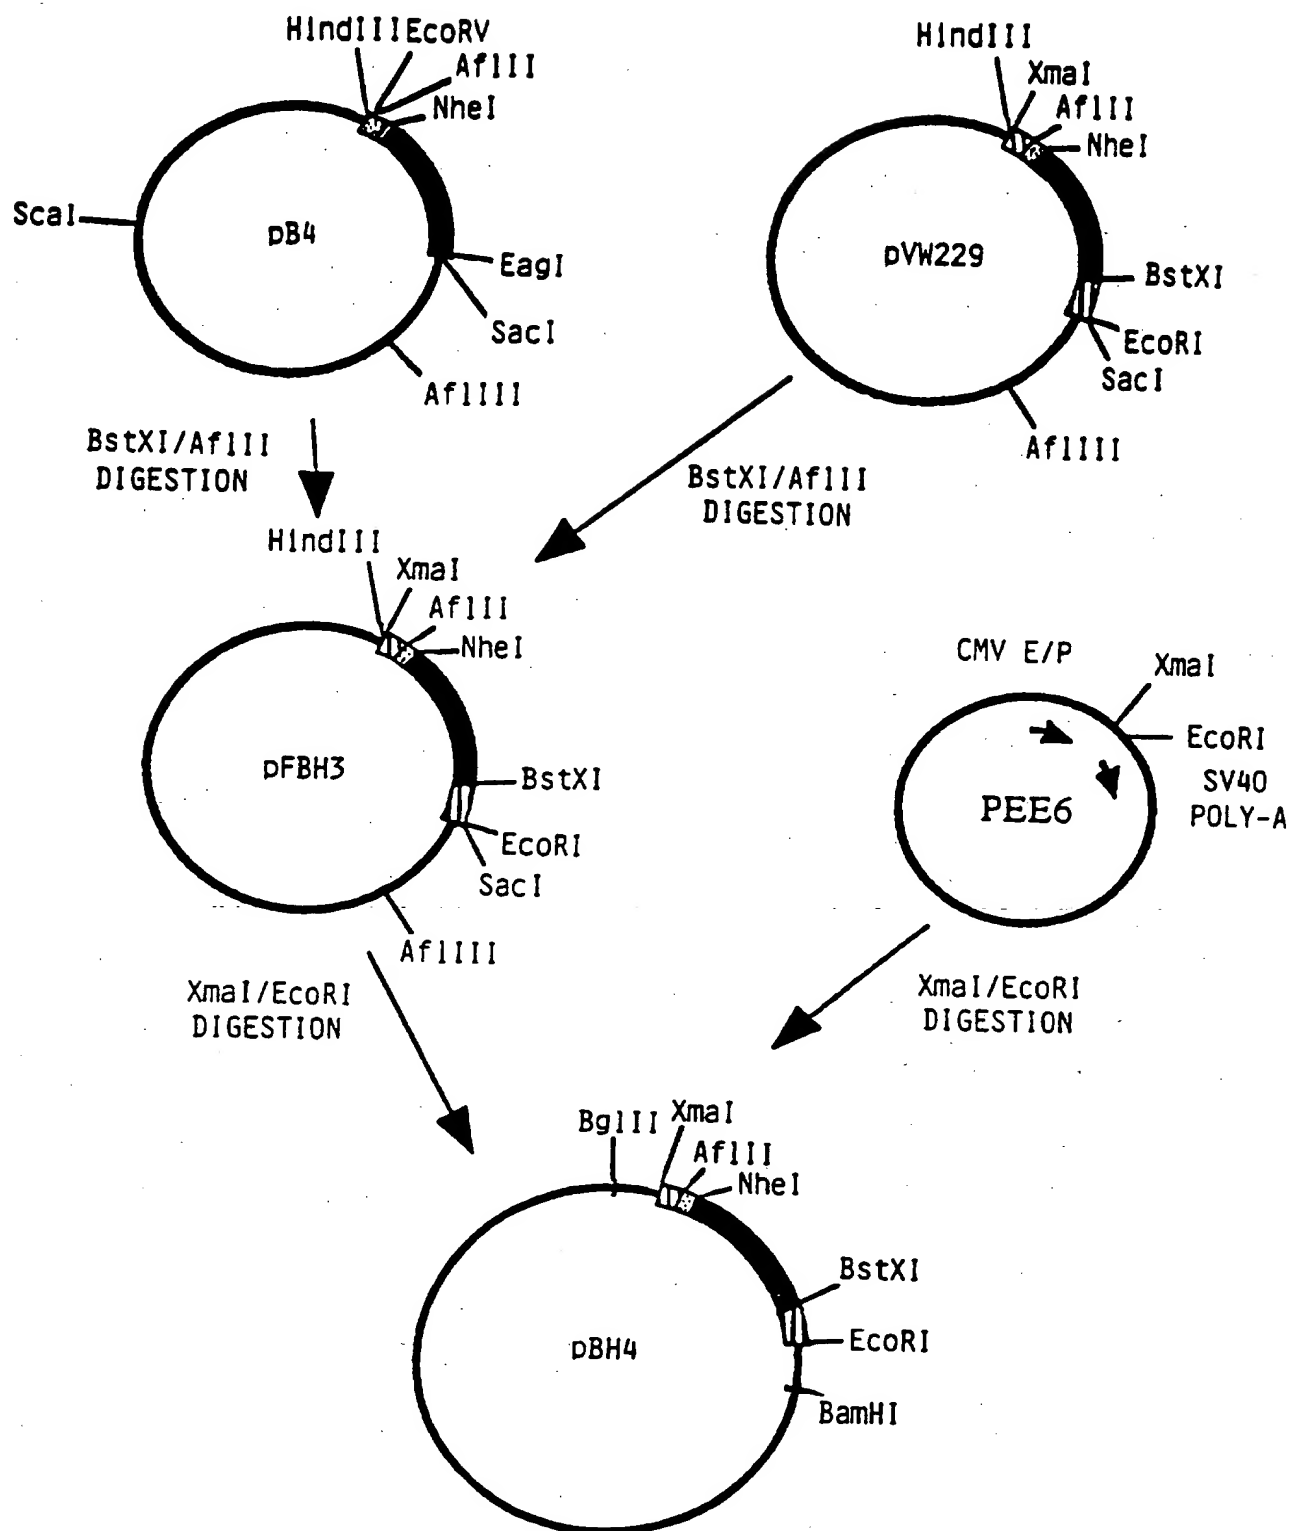 HindIIIEcoRV
AflII
NheI
ScaI
pB4
EagI
SacI
AflIII
HindIII
XmaI
AflII
NheI
pVW229
BstXI
EcoRI
SacI
AflIII
BstXI/AflII
DIGESTION
BstXI/AflII
DIGESTION
HindIII
XmaI
AflII
NheI
pFBH3
BstXI
EcoRI
SacI
AflIII
CMV E/P
XmaI
EcoRI
SV40
POLY-A
PEE6
XmaI/EcoRI
DIGESTION
XmaI/EcoRI
DIGESTION
BglII
XmaI
AflII
NheI
pBH4
BstXI
EcoRI
BamHI